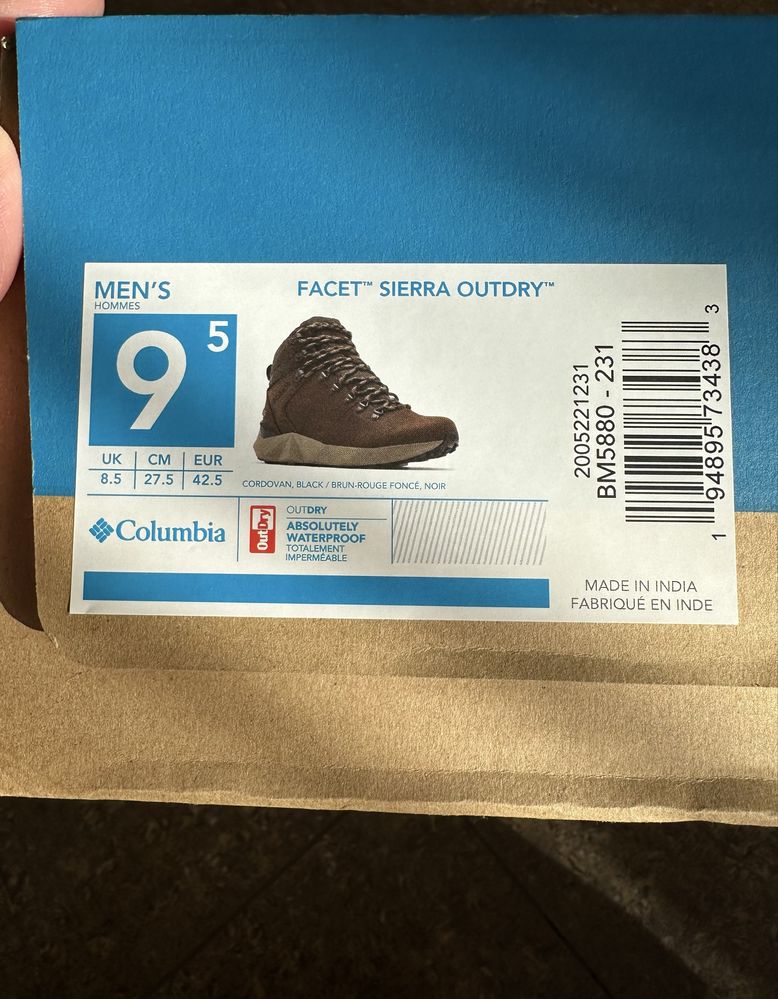 MEN'S
HOMMES
FACET™ SIERRA OUTDRY™
9 5
UK CM EUR
8.5 27.5 42.5
CORDOVAN, BLACK / BRUN-ROUGE FONCÉ, NOIR
Columbia
OutDry
OUTDRY
ABSOLUTELY
WATERPROOF
TOTALEMENT
IMPERMÉABLE
2005221231
BM5880 - 231
1 94895 73438 3
MADE IN INDIA
FABRIQUÉ EN INDE